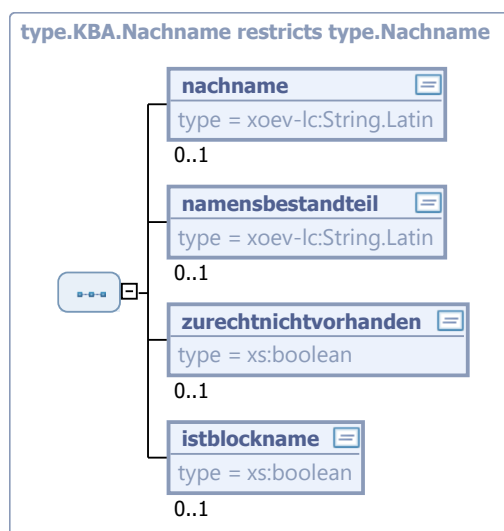 type.KBA.Nachname restricts type.Nachname
nachname
type = xoev-lc:String.Latin
0..1
namensbestandteil
type = xoev-lc:String.Latin
0..1
zurechtnichtvorhanden
type = xs:boolean
0..1
istblockname
type = xs:boolean
0..1